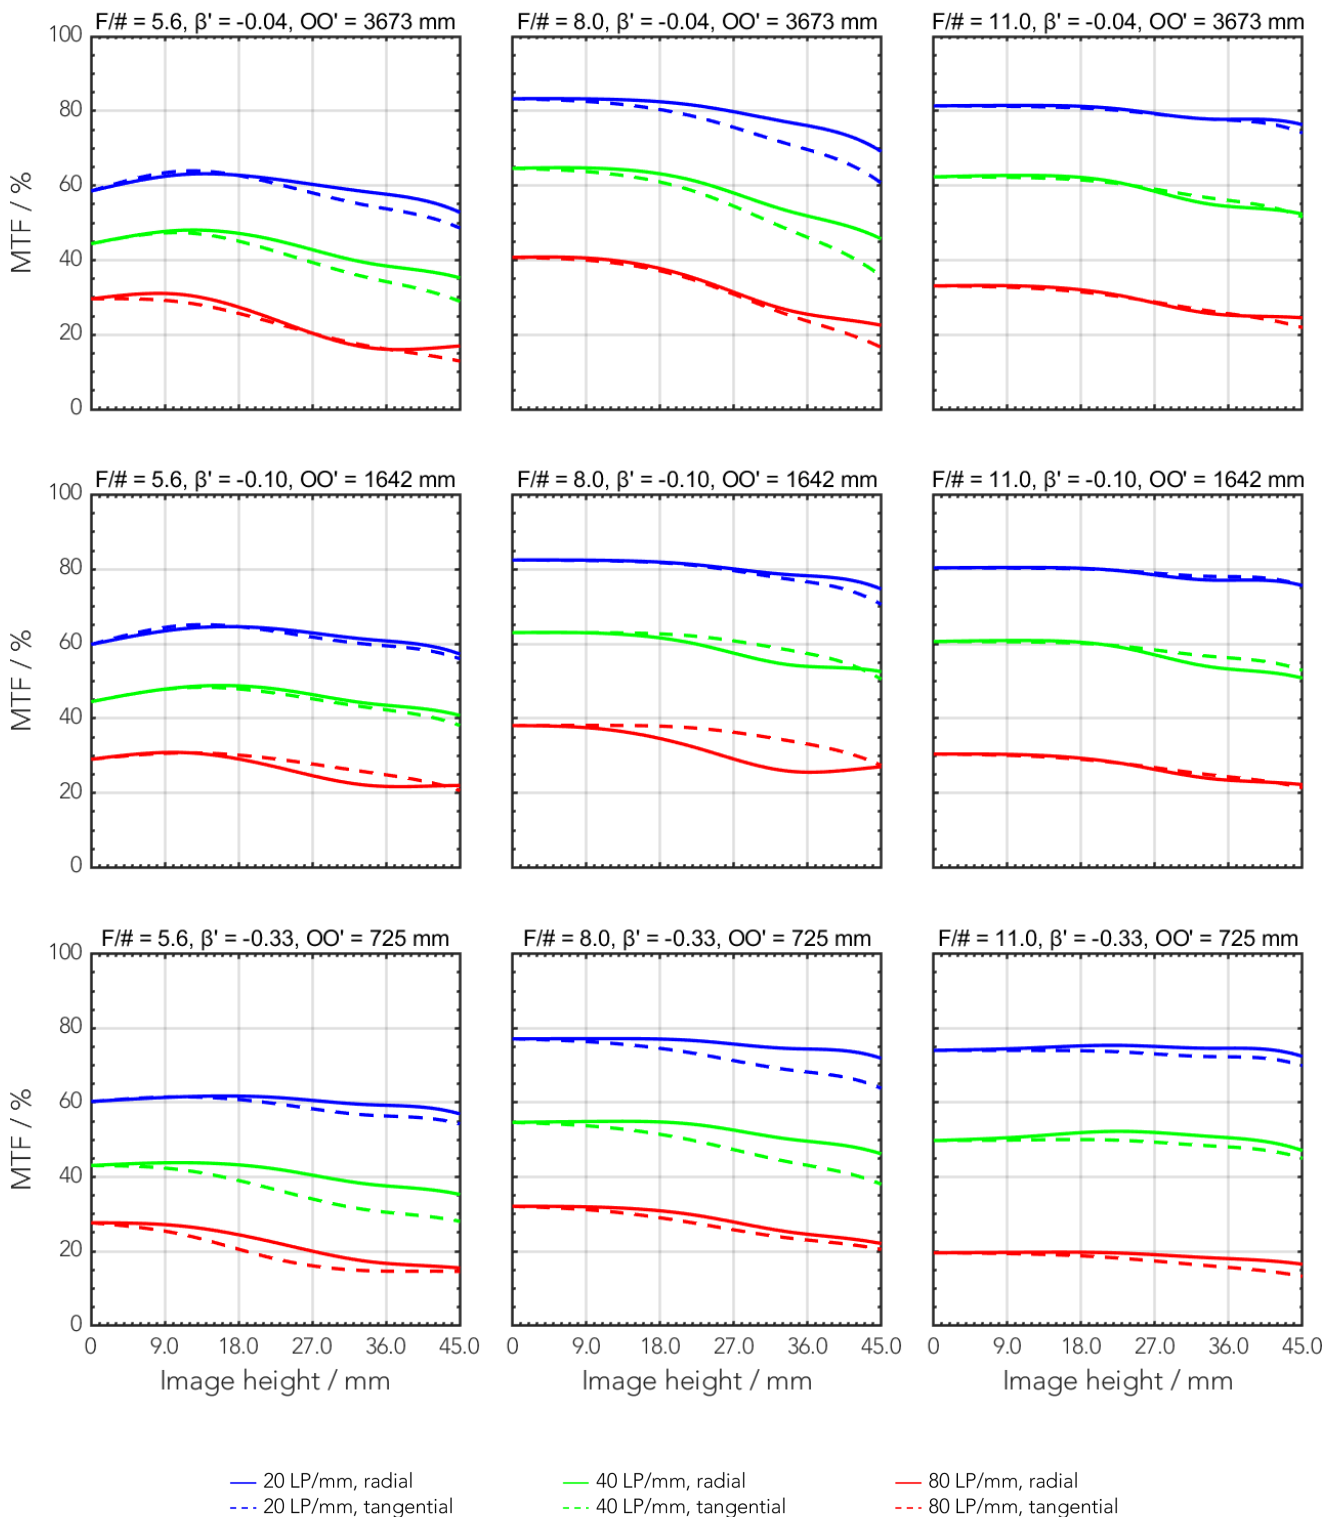 F/# = 5.6, β' = -0.04, OO' = 3673 mm
F/# = 8.0, β' = -0.04, OO' = 3673 mm
F/# = 11.0, β' = -0.04, OO' = 3673 mm
100
80
60
40
20
0
MTF / %
F/# = 5.6, β' = -0.10, OO' = 1642 mm
F/# = 8.0, β' = -0.10, OO' = 1642 mm
F/# = 11.0, β' = -0.10, OO' = 1642 mm
100
80
60
40
20
0
MTF / %
F/# = 5.6, β' = -0.33, OO' = 725 mm
F/# = 8.0, β' = -0.33, OO' = 725 mm
F/# = 11.0, β' = -0.33, OO' = 725 mm
100
80
60
40
20
0
MTF / %
0 9.0 18.0 27.0 36.0 45.0
0 9.0 18.0 27.0 36.0 45.0
0 9.0 18.0 27.0 36.0 45.0
Image height / mm
Image height / mm
Image height / mm
20 LP/mm, radial
20 LP/mm, tangential
40 LP/mm, radial
40 LP/mm, tangential
80 LP/mm, radial
80 LP/mm, tangential